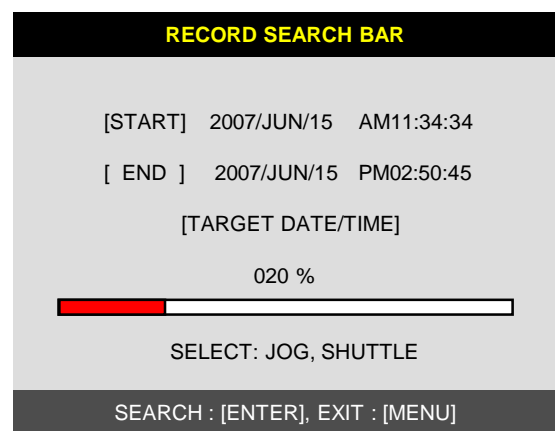 RECORD SEARCH BAR
[START] 2007/JUN/15 AM11:34:34
[ END ] 2007/JUN/15 PM02:50:45
[TARGET DATE/TIME]
020 %
SELECT: JOG, SHUTTLE
SEARCH : [ENTER], EXIT : [MENU]